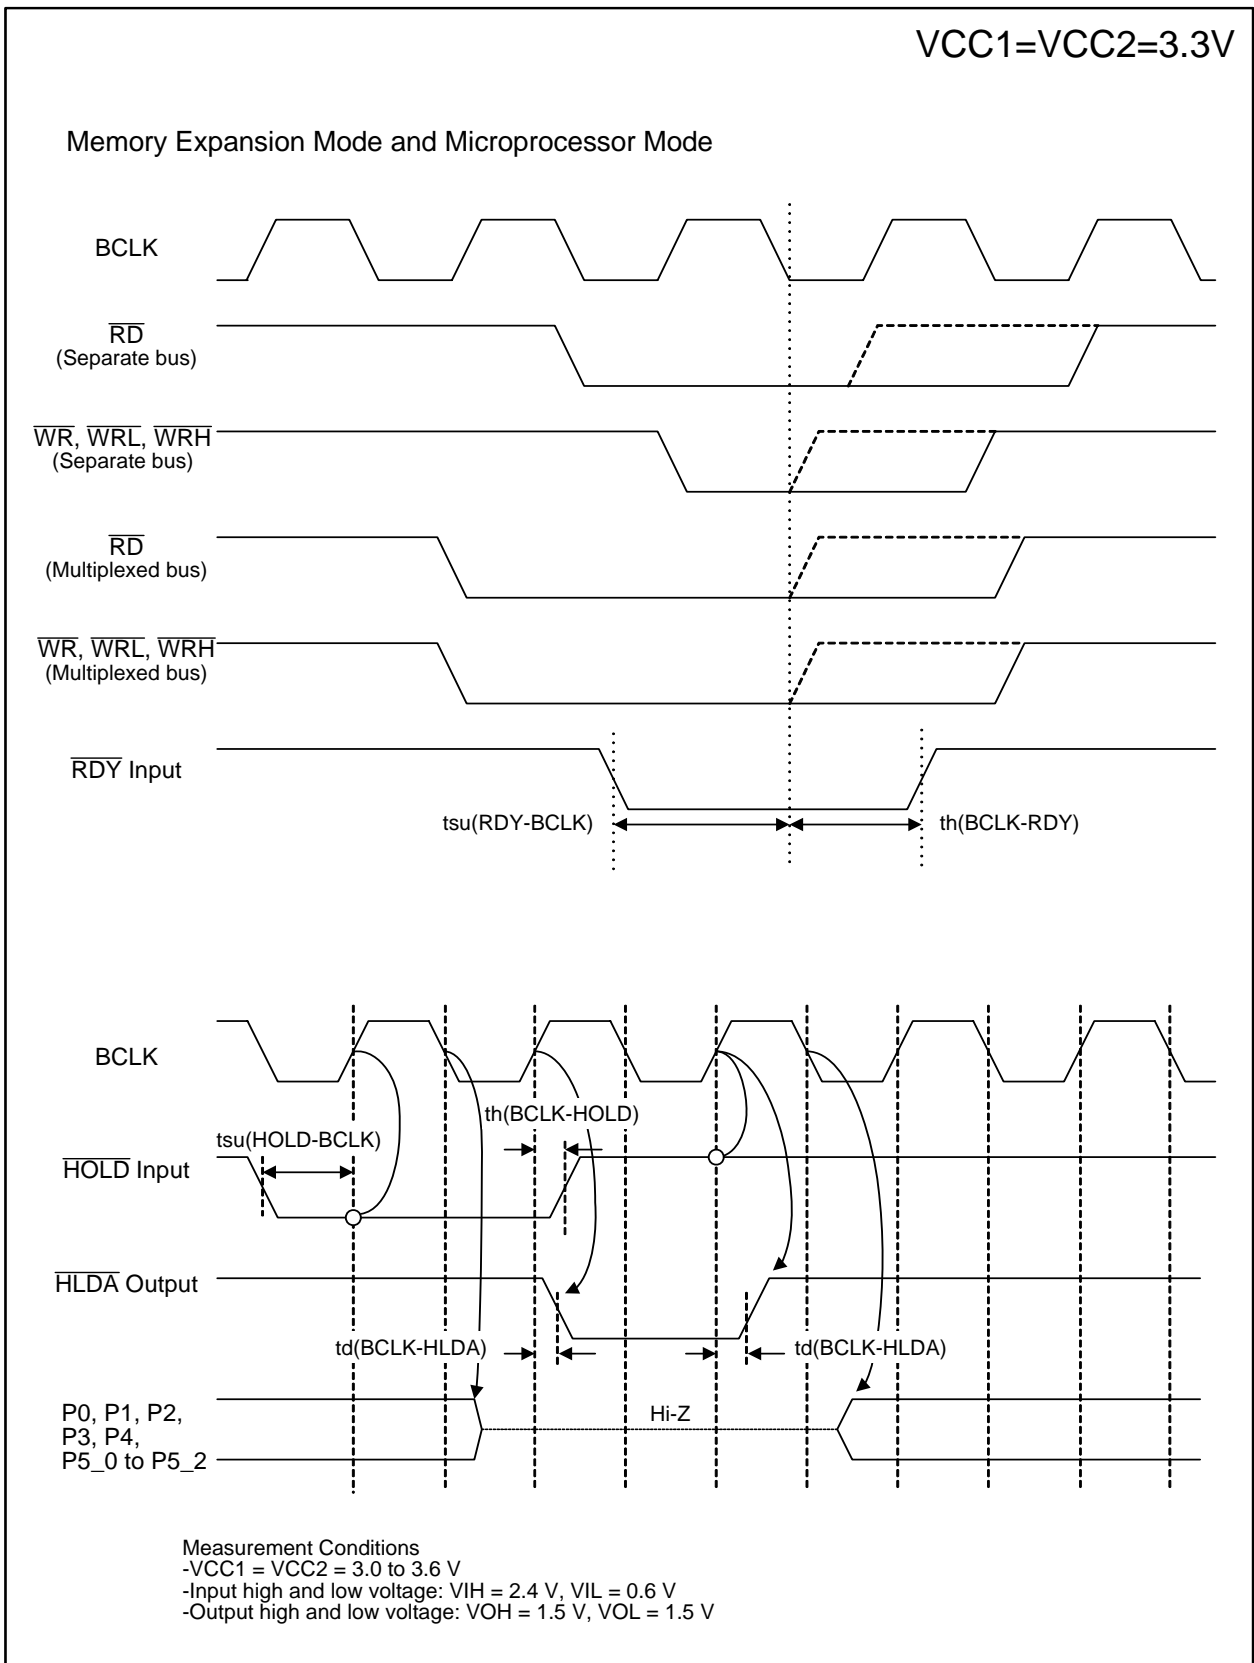 VCC1=VCC2=3.3V
Memory Expansion Mode and Microprocessor Mode
BCLK
RD
(Separate bus)
WR, WRL, WRH
(Separate bus)
RD
(Multiplexed bus)
WR, WRL, WRH
(Multiplexed bus)
RDY Input
tsu(RDY-BCLK)
th(BCLK-RDY)
BCLK
th(BCLK-HOLD)
tsu(HOLD-BCLK)
HOLD Input
HLDA Output
td(BCLK-HLDA)
td(BCLK-HLDA)
P0, P1, P2,
P3, P4,
P5_0 to P5_2
Hi-Z
Measurement Conditions
-VCC1 = VCC2 = 3.0 to 3.6 V
-Input high and low voltage: VIH = 2.4 V, VIL = 0.6 V
-Output high and low voltage: VOH = 1.5 V, VOL = 1.5 V